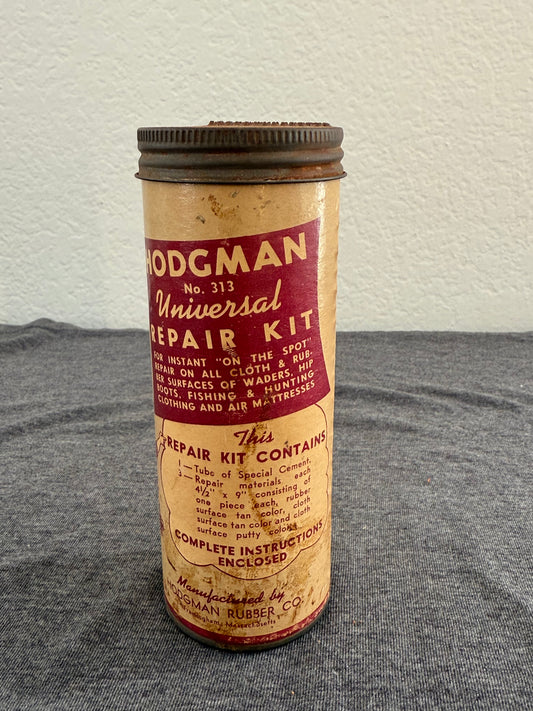 HODGMAN
No. 313
Universal
REPAIR KIT
FOR INSTANT "ON THE SPOT"
REPAIR ON ALL CLOTH & RUB-
BER SURFACES OF WADERS, HIP
BOOTS, FISHING & HUNTING
CLOTHING AND AIR MATTRESSES
This
REPAIR KIT CONTAINS
1—Tube of Special Cement.
—Repair materials each
4½" x 9" consisting of
one piece each, rubber
surface tan color, cloth
surface tan color and cloth
surface putty color.
COMPLETE INSTRUCTIONS
ENCLOSED
Manufactured by
HODGMAN RUBBER CO.
Framingham, Massachusetts